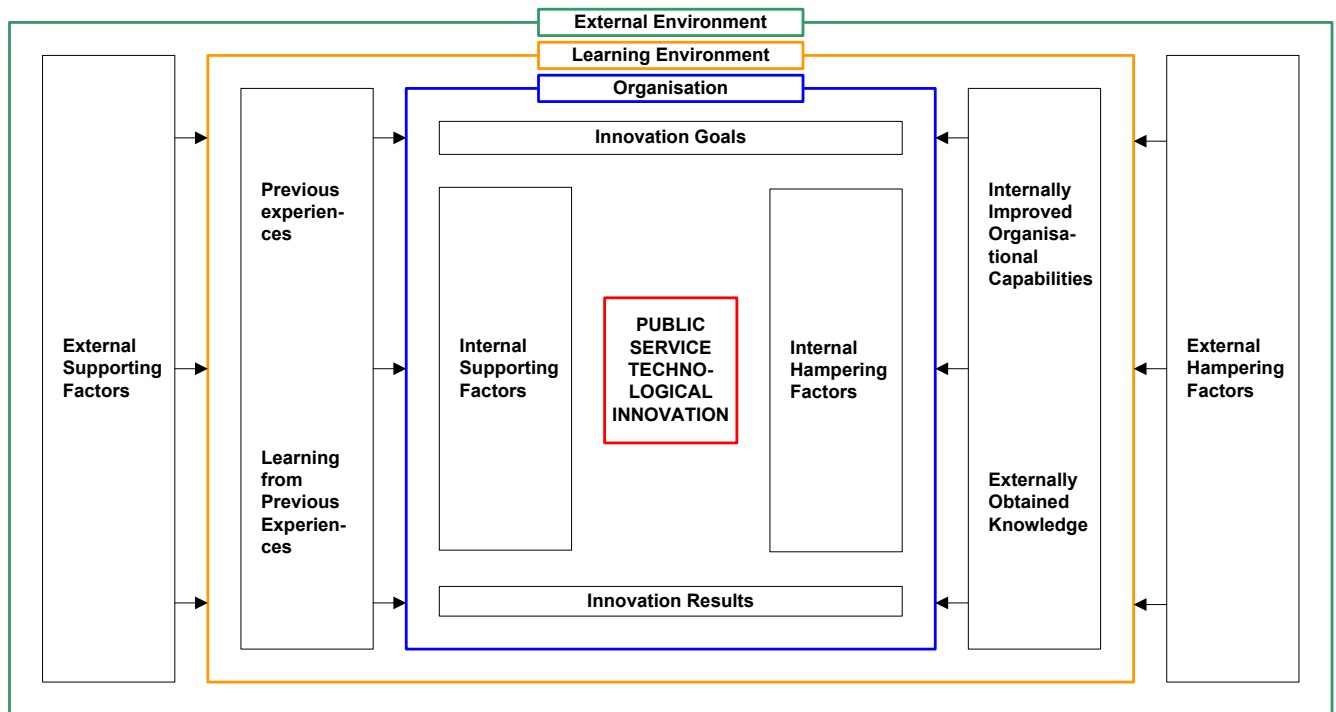 External Environment
Learning Environment
Organisation
Innovation Goals
Previous
experien-
ces
Internally
Improved
Organisa-
tional
Capabilities
External
Supporting
Factors
Internal
Supporting
Factors
PUBLIC
SERVICE
TECHNO-
LOGICAL
INNOVATION
Internal
Hampering
Factors
External
Hampering
Factors
Learning
from
Previous
Experien-
ces
Externally
Obtained
Knowledge
Innovation Results